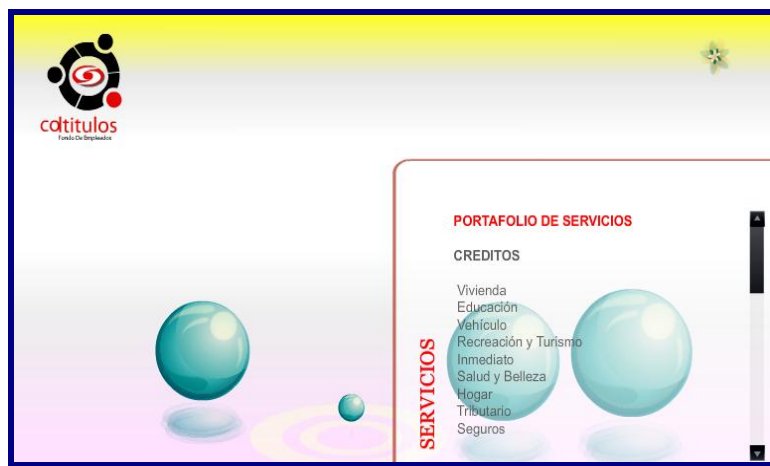 coltitulos
Fondo De Empleados
PORTAFOLIO DE SERVICIOS
CREDITOS
Vivienda
Educación
Vehículo
Recreación y Turismo
Inmediato
Salud y Belleza
Hogar
Tributario
Seguros
SERVICIOS